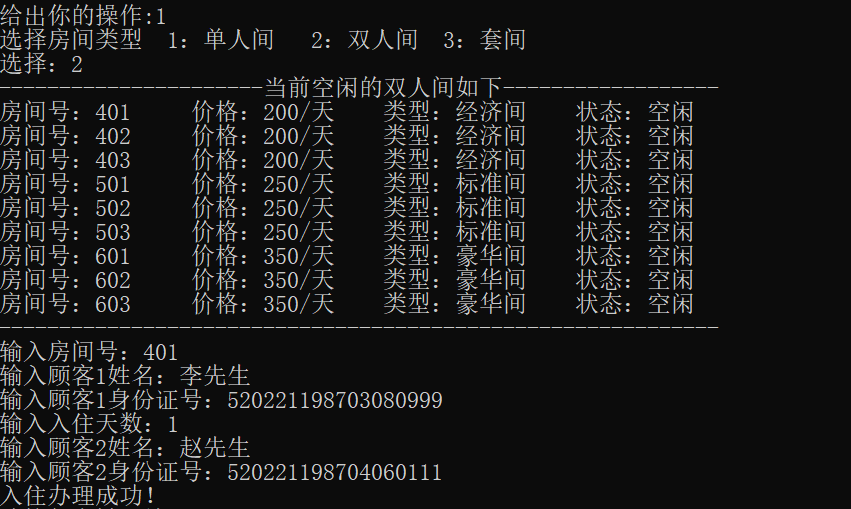 给出你的操作:1
选择房间类型  1：单人间   2：双人间  3：套间
选择：2
----------------------当前空闲的双人间如下------------------
房间号：401     价格：200/天    类型：经济间    状态：空闲
房间号：402     价格：200/天    类型：经济间    状态：空闲
房间号：403     价格：200/天    类型：经济间    状态：空闲
房间号：501     价格：250/天    类型：标准间    状态：空闲
房间号：502     价格：250/天    类型：标准间    状态：空闲
房间号：503     价格：250/天    类型：标准间    状态：空闲
房间号：601     价格：350/天    类型：豪华间    状态：空闲
房间号：602     价格：350/天    类型：豪华间    状态：空闲
房间号：603     价格：350/天    类型：豪华间    状态：空闲
------------------------------------------------------------
输入房间号：401
输入顾客1姓名：李先生
输入顾客1身份证号：520221198703080999
输入入住天数：1
输入顾客2姓名：赵先生
输入顾客2身份证号：520221198704060111
入住办理成功!